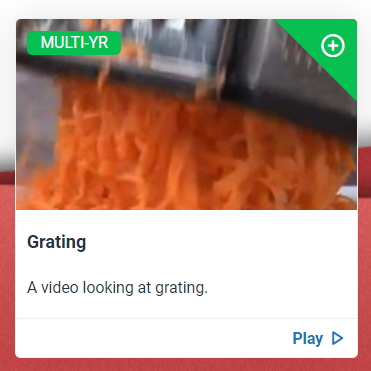 MULTI-YR
Grating
A video looking at grating.
Play